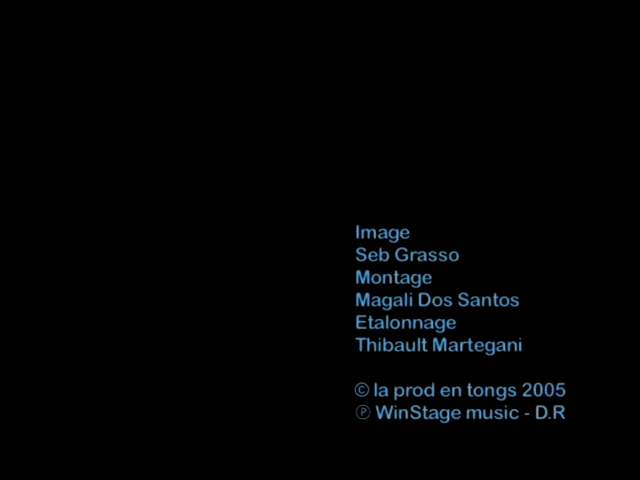 Image
Seb Grasso
Montage
Magali Dos Santos
Etalonnage
Thibault Martegani
© la prod en tongs 2005
℗ WinStage music - D.R